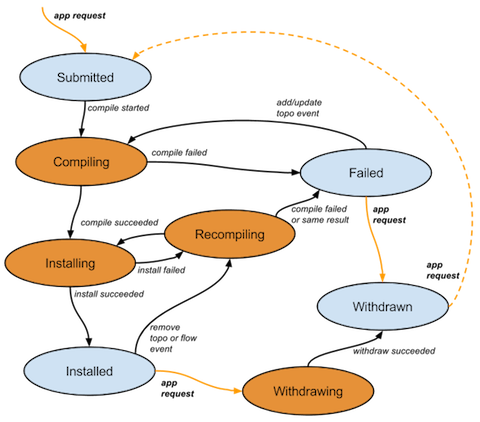 app request
Submitted
compile started
add/update
topo event
Compiling
compile failed
Failed
compile succeeded
Recompiling
compile failed
or same result
app
request
Installing
install failed
app
request
install succeeded
Withdrawn
remove
topo or flow
event
withdraw succeeded
Installed
app
request
Withdrawing